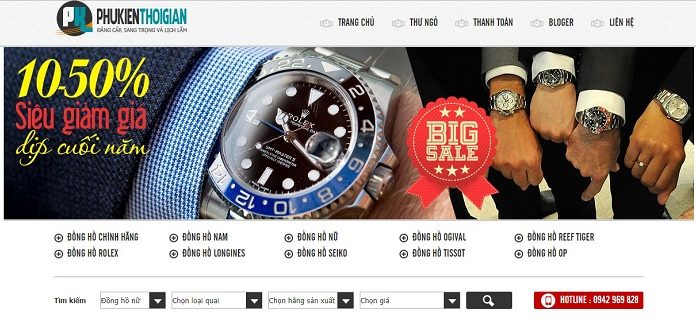 PK PHUKIENTHOIGIAN
ĐẲNG CẤP, SANG TRỌNG VÀ LỊCH LÃM
TRANG CHỦ THƯ NGỎ THANH TOÁN BLOGER LIÊN HỆ
10-50%
Siêu giảm giá
dịp cuối năm
ROLEX
GMT-MASTER II
BIG
SALE
ĐỒNG HỒ CHÍNH HÃNG ĐỒNG HỒ NAM ĐỒNG HỒ NỮ ĐỒNG HỒ OGIVAL ĐỒNG HỒ REEF TIGER
ĐỒNG HỒ ROLEX ĐỒNG HỒ LONGINES ĐỒNG HỒ SEIKO ĐỒNG HỒ TISSOT ĐỒNG HỒ OP
Tìm kiếm Đồng hồ nữ Chọn loại quai Chọn hãng sản xuất Chọn giá HOTLINE : 0942 969 828